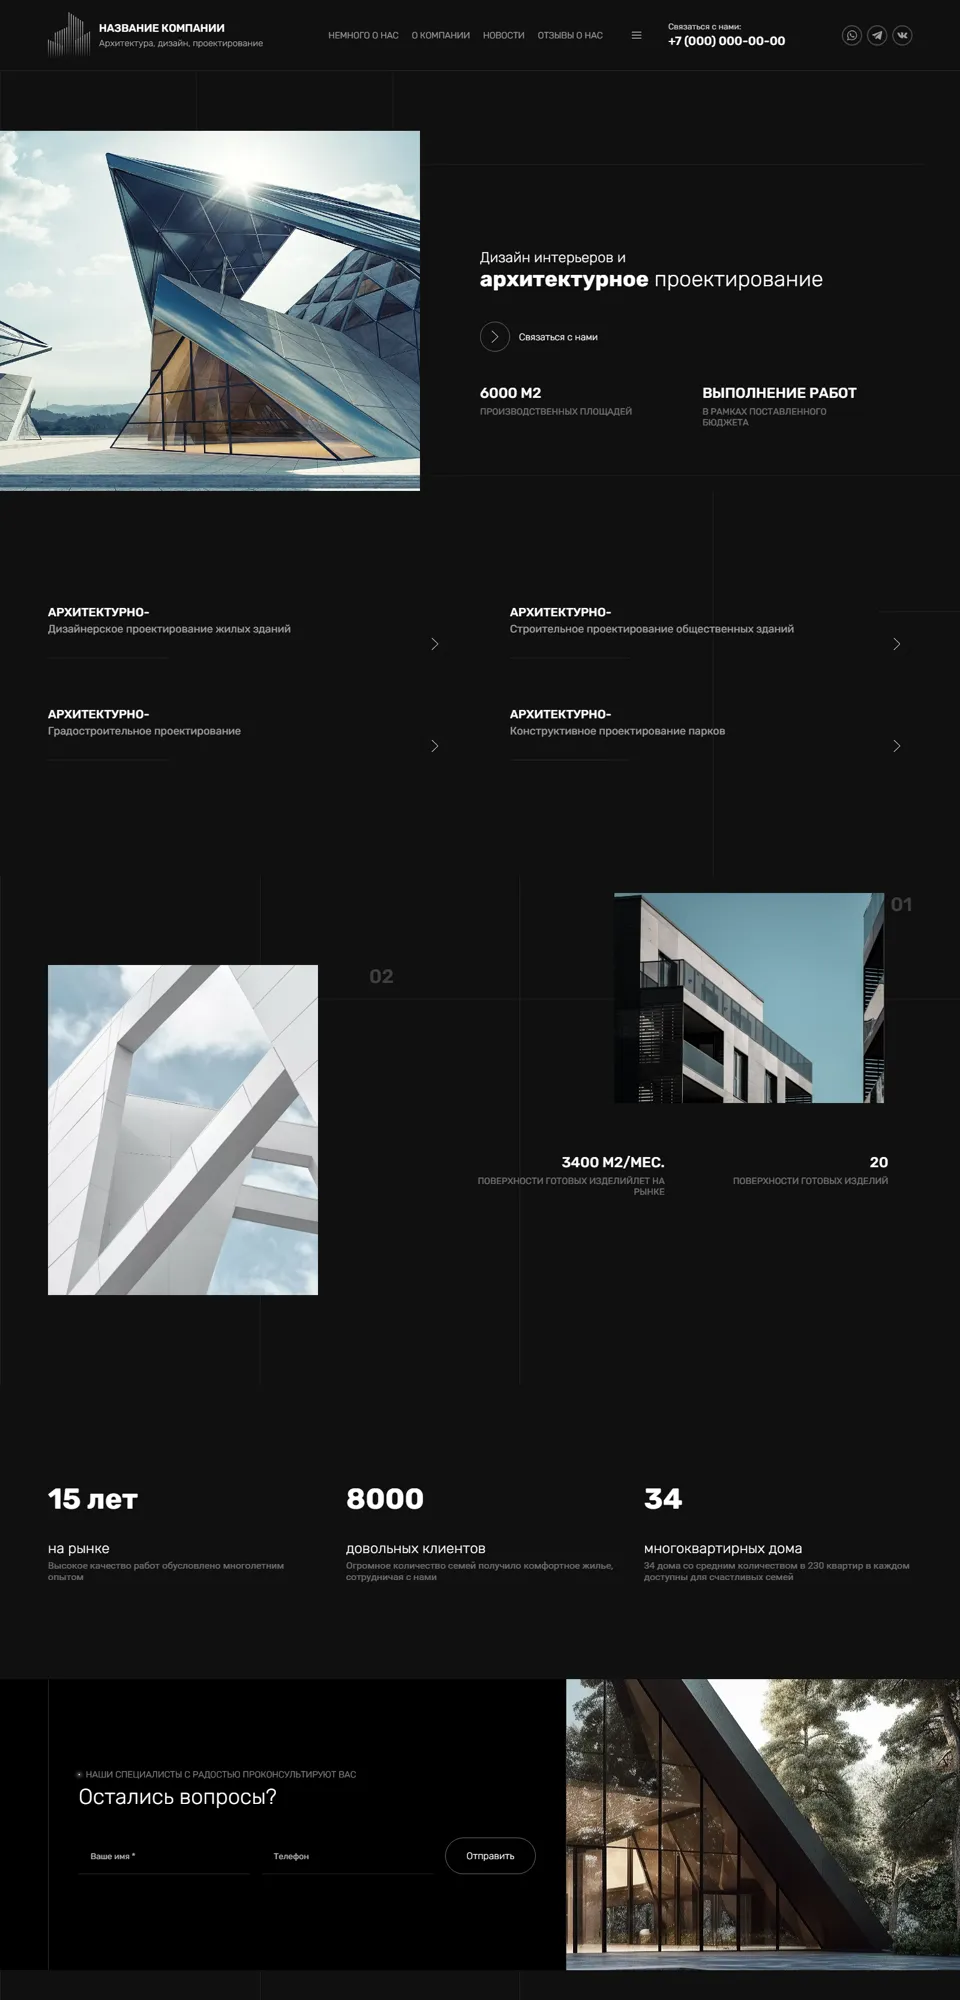 НАЗВАНИЕ КОМПАНИИ
Архитектура, дизайн, проектирование
НЕМНОГО О НАС
О КОМПАНИИ
НОВОСТИ
ОТЗЫВЫ О НАС
Связаться с нами:
+7 (000) 000-00-00
Дизайн интерьеров и
архитектурное проектирование
Связаться с нами
6000 М2
ПРОИЗВОДСТВЕННЫХ ПЛОЩАДЕЙ
ВЫПОЛНЕНИЕ РАБОТ
В РАМКАХ ПОСТАВЛЕННОГО
БЮДЖЕТА
АРХИТЕКТУРНО-
Дизайнерское проектирование жилых зданий
АРХИТЕКТУРНО-
Строительное проектирование общественных зданий
АРХИТЕКТУРНО-
Градостроительное проектирование
АРХИТЕКТУРНО-
Конструктивное проектирование парков
01
02
3400 М2/МЕС.
ПОВЕРХНОСТИ ГОТОВЫХ ИЗДЕЛИЙЛЕТ НА
РЫНКЕ
20
ПОВЕРХНОСТИ ГОТОВЫХ ИЗДЕЛИЙ
15 лет
на рынке
Высокое качество работ обусловлено многолетним
опытом
8000
довольных клиентов
Огромное количество семей получило комфортное жилье,
сотрудничая с нами
34
многоквартирных дома
34 дома со средним количеством в 230 квартир в каждом
доступны для счастливых семей
НАШИ СПЕЦИАЛИСТЫ С РАДОСТЬЮ ПРОКОНСУЛЬТИРУЮТ ВАС
Остались вопросы?
Ваше имя *
Телефон
Отправить